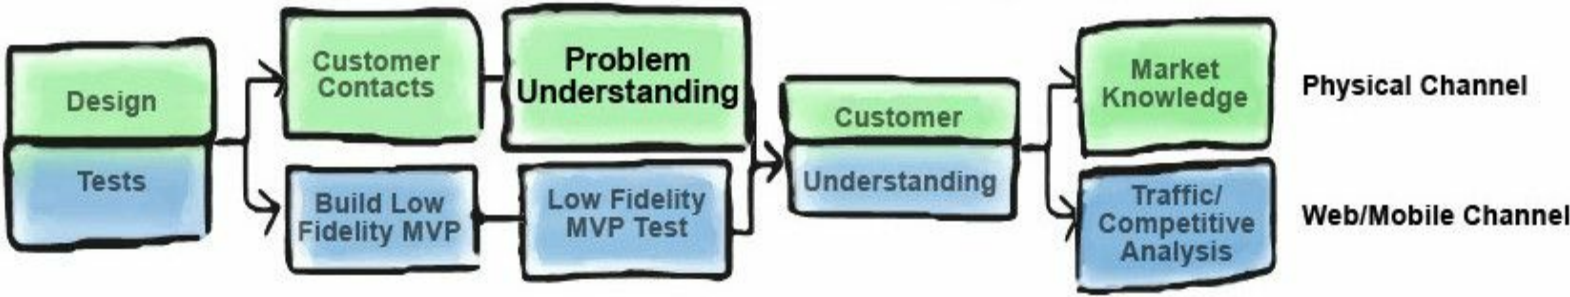 Design
Tests
Customer
Contacts
Problem
Understanding
Build Low
Fidelity MVP
Low Fidelity
MVP Test
Customer
Understanding
Market
Knowledge
Traffic/
Competitive
Analysis
Physical Channel
Web/Mobile Channel